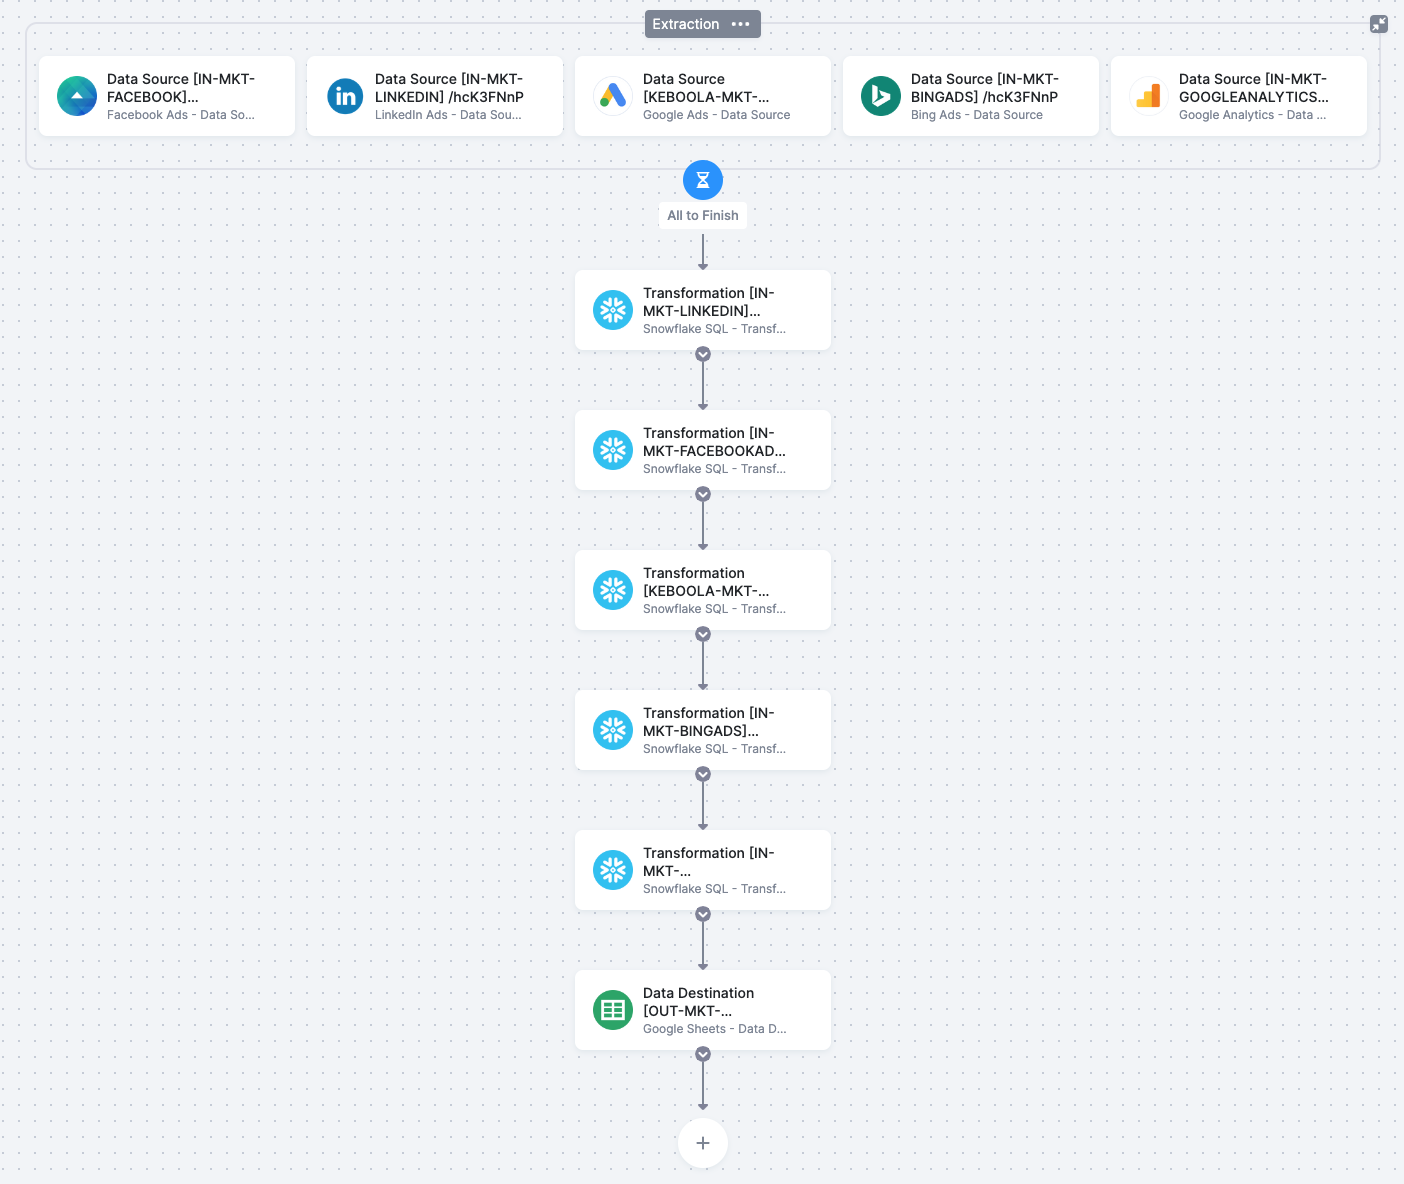 Extraction
Data Source [IN-MKT-
FACEBOOK]...
Facebook Ads - Data So...
in
Data Source [IN-MKT-
LINKEDIN] /hcK3FNnP
LinkedIn Ads - Data Sou...
Data Source
[KEBOOLA-MKT-...
Google Ads - Data Source
Data Source [IN-MKT-
BINGADS] /hcK3FNnP
Bing Ads - Data Source
Data Source [IN-MKT-
GOOGLEANALYTICS...
Google Analytics - Data ...
All to Finish
Transformation [IN-
MKT-LINKEDIN]...
Snowflake SQL - Transf...
Transformation [IN-
MKT-FACEBOOKAD...
Snowflake SQL - Transf...
Transformation
[KEBOOLA-MKT-...
Snowflake SQL - Transf...
Transformation [IN-
MKT-BINGADS]...
Snowflake SQL - Transf...
Transformation [IN-
MKT-...
Snowflake SQL - Transf...
Data Destination
[OUT-MKT-...
Google Sheets - Data D...